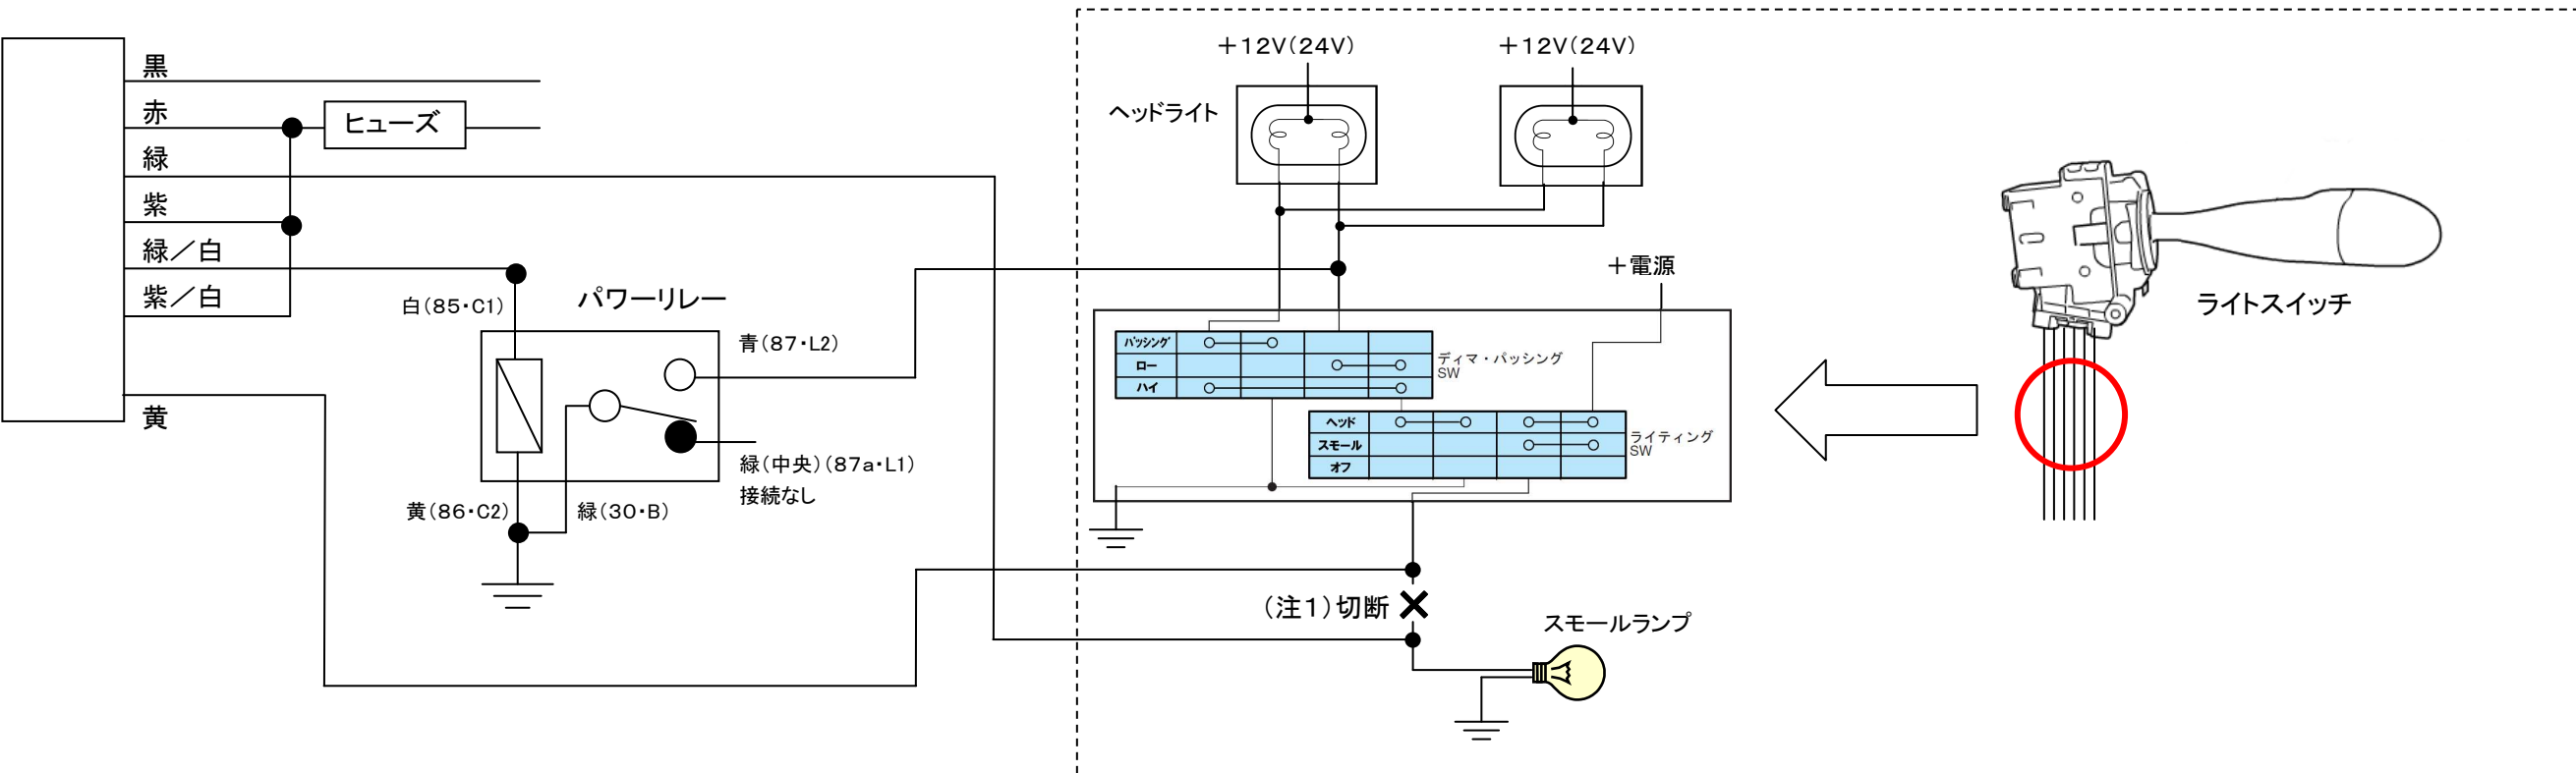 黒
赤
ヒューズ
緑
紫
緑／白
紫／白
黄
白(85・C1)
パワーリレー
青(87・L2)
緑(中央)(87a・L1)
接続なし
黄(86・C2)
緑(30・B)
＋12V(24V)
＋12V(24V)
ヘッドライト
＋電源
パッシング
ロー
ハイ
ディマ・パッシング
SW
ヘッド
スモール
オフ
ライティング
SW
(注1)切断
スモールランプ
ライトスイッチ